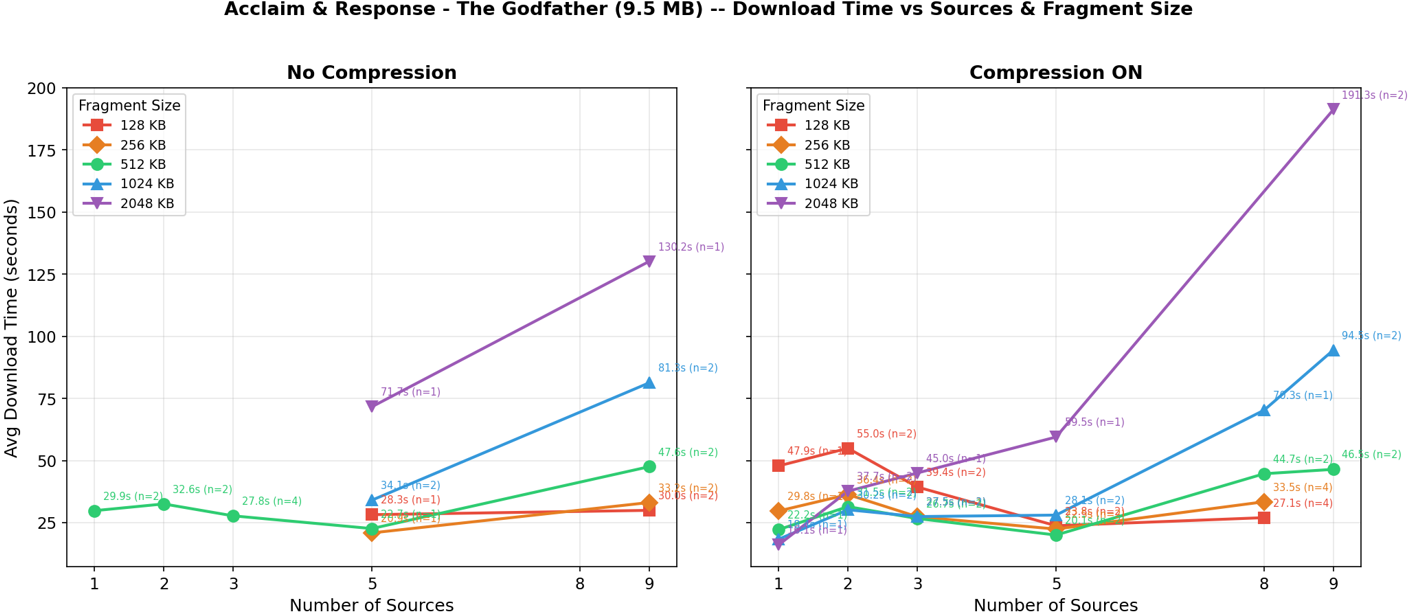 Acclaim & Response - The Godfather (9.5 MB) -- Download Time vs Sources & Fragment Size
No Compression
Avg Download Time (seconds)
200
175
150
125
100
75
50
25
Fragment Size
128 KB
256 KB
512 KB
1024 KB
2048 KB
130.2s (n=1)
71.7s (n=1)
81.3s (n=2)
34.1s (n=2)
47.6s (n=2)
29.9s (n=2)
32.6s (n=2)
27.8s (n=4)
28.3s (n=1)
33.2s (n=2)
30.0s (n=2)
1
2
3
5
8
9
Number of Sources
Compression ON
Fragment Size
128 KB
256 KB
512 KB
1024 KB
2048 KB
191.3s (n=2)
94.5s (n=2)
70.3s (n=1)
59.5s (n=1)
55.0s (n=2)
47.9s (n=1)
45.0s (n=1)
39.4s (n=2)
46.5s (n=2)
44.7s (n=2)
33.5s (n=4)
27.1s (n=4)
28.1s (n=2)
20.1s
29.8s
22.2s
1
2
3
5
8
9
Number of Sources